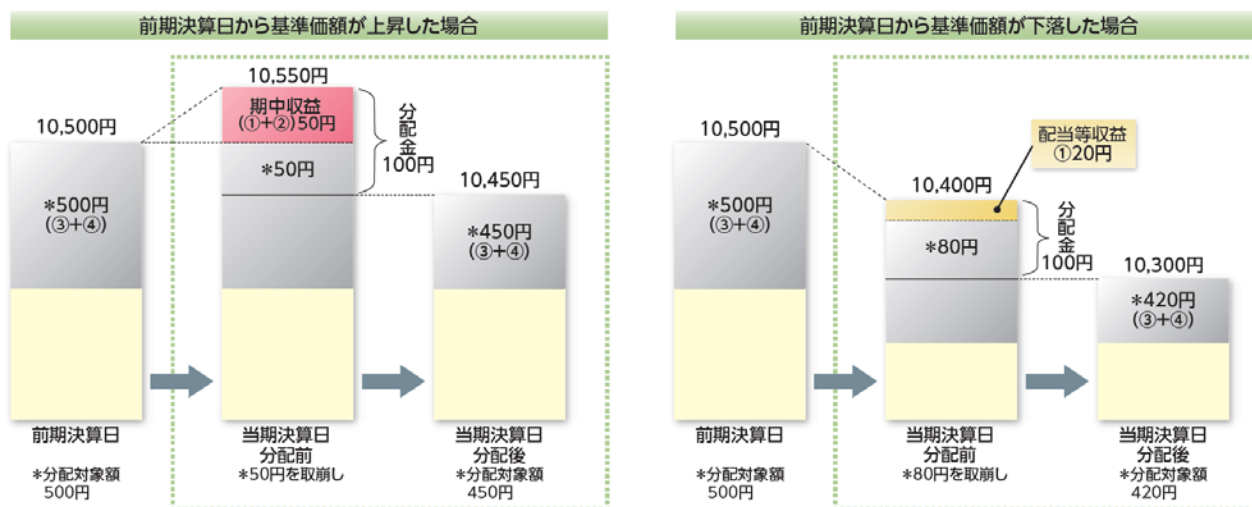 前期決算日から基準価額が上昇した場合
10,500円
*500円
(③+④)
前期決算日
*分配対象額
500円
10,550円
期中収益
(①+②)50円
*50円
分配金
100円
当期決算日
分配前
*50円を取崩し
10,450円
*450円
(③+④)
当期決算日
分配後
*分配対象額
450円
前期決算日から基準価額が下落した場合
10,500円
*500円
(③+④)
前期決算日
*分配対象額
500円
配当等収益
①20円
10,400円
*80円
分配金
100円
当期決算日
分配前
*80円を取崩し
10,300円
*420円
(③+④)
当期決算日
分配後
*分配対象額
420円